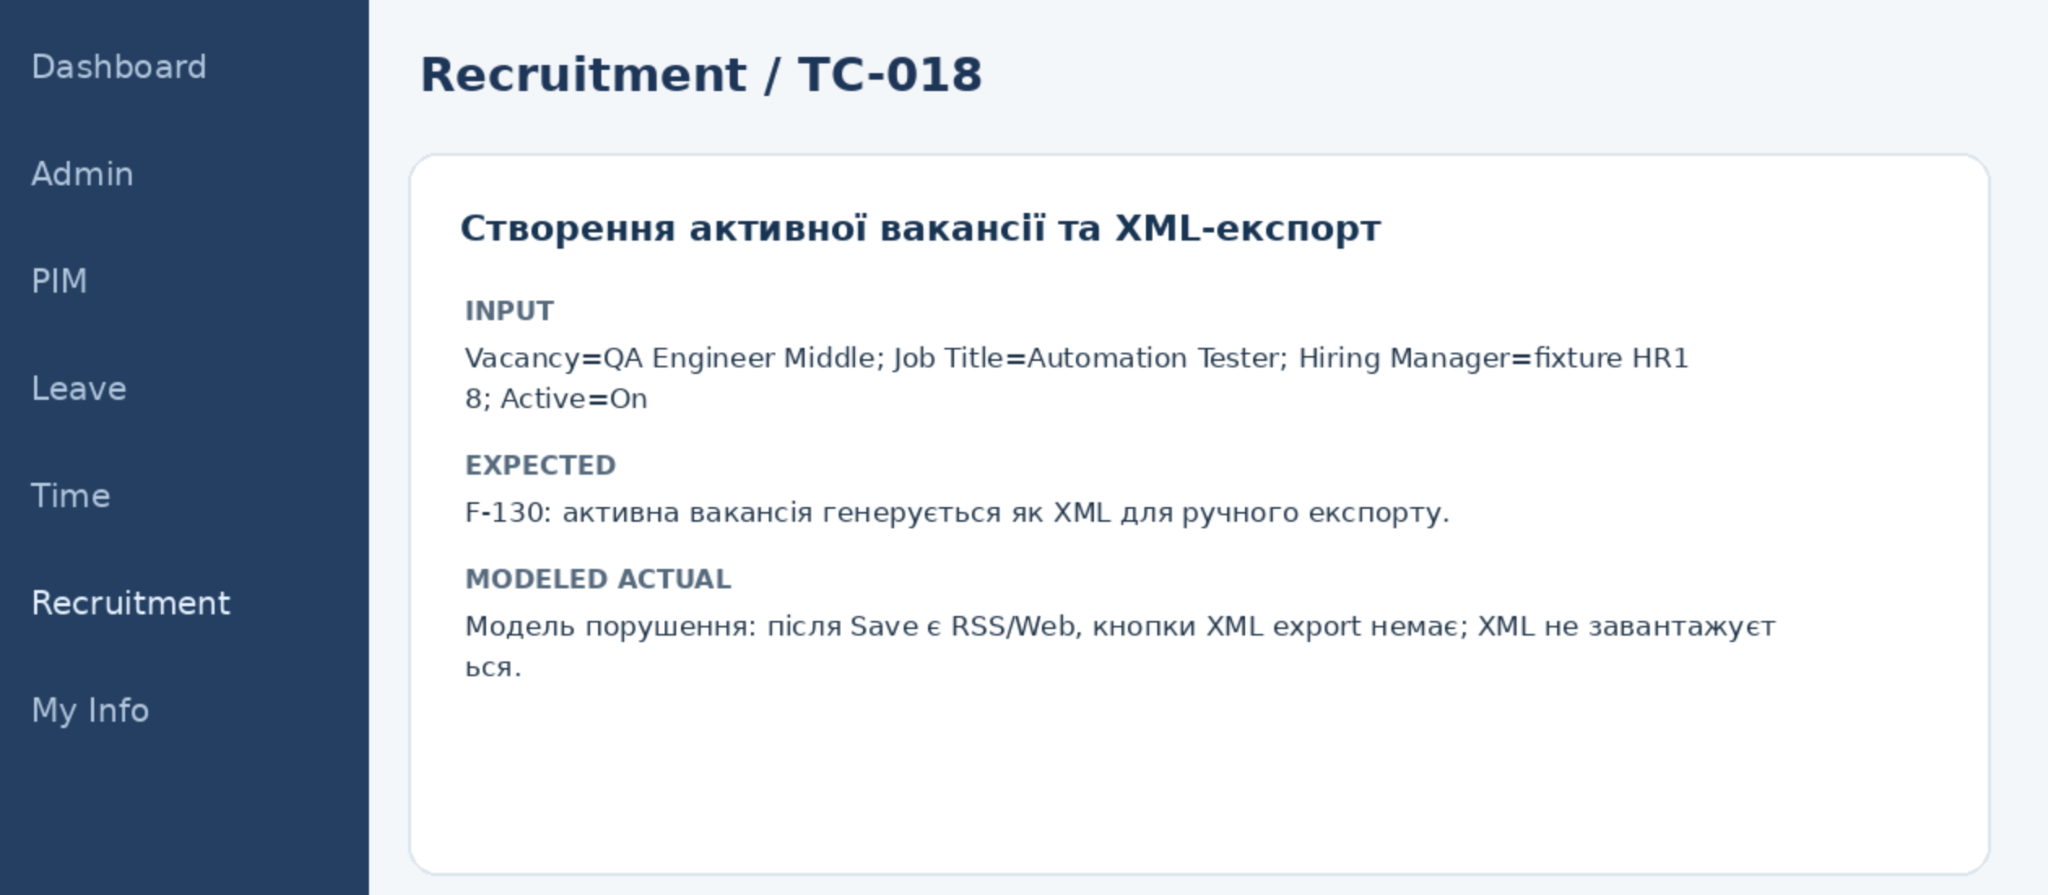 Dashboard
Admin
PIM
Leave
Time
Recruitment
My Info
Recruitment / TC-018
Створення активної вакансії та XML-експорт
INPUT
Vacancy=QA Engineer Middle; Job Title=Automation Tester; Hiring Manager=fixture HR1
8; Active=On
EXPECTED
F-130: активна вакансія генерується як XML для ручного експорту.
MODELED ACTUAL
Модель порушення: після Save є RSS/Web, кнопки XML export немає; XML не завантажуєт
ься.